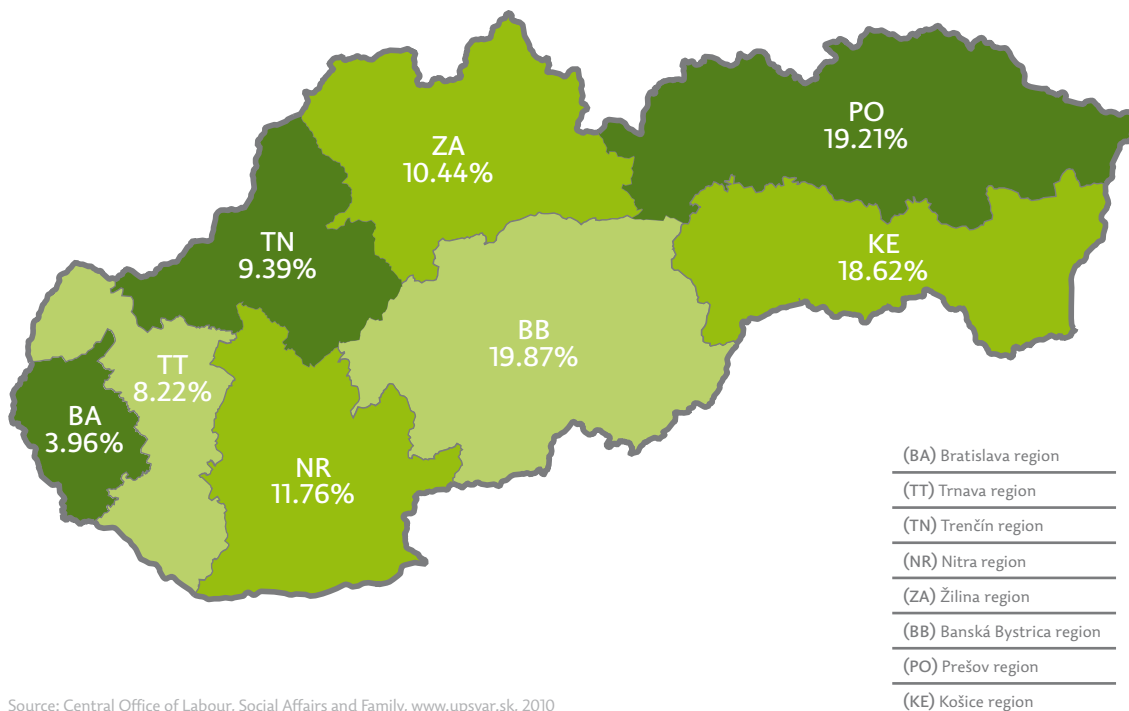 PO
19.21%
ZA
10.44%
TN
9.39%
KE
18.62%
BB
19.87%
TT
8.22%
BA
3.96%
NR
11.76%
(BA) Bratislava region
(TT) Trnava region
(TN) Trenčín region
(NR) Nitra region
(ZA) Žilina region
(BB) Banská Bystrica region
(PO) Prešov region
(KE) Košice region
Source: Central Office of Labour, Social Affairs and Family, www.upsvar.sk, 2010